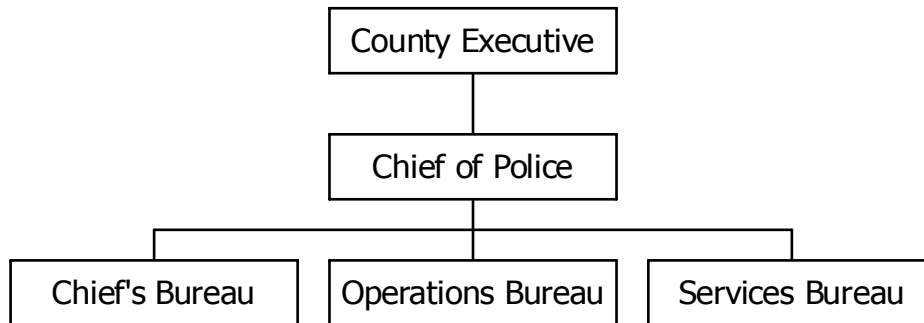 County Executive
Chief of Police
Chief's Bureau
Operations Bureau
Services Bureau